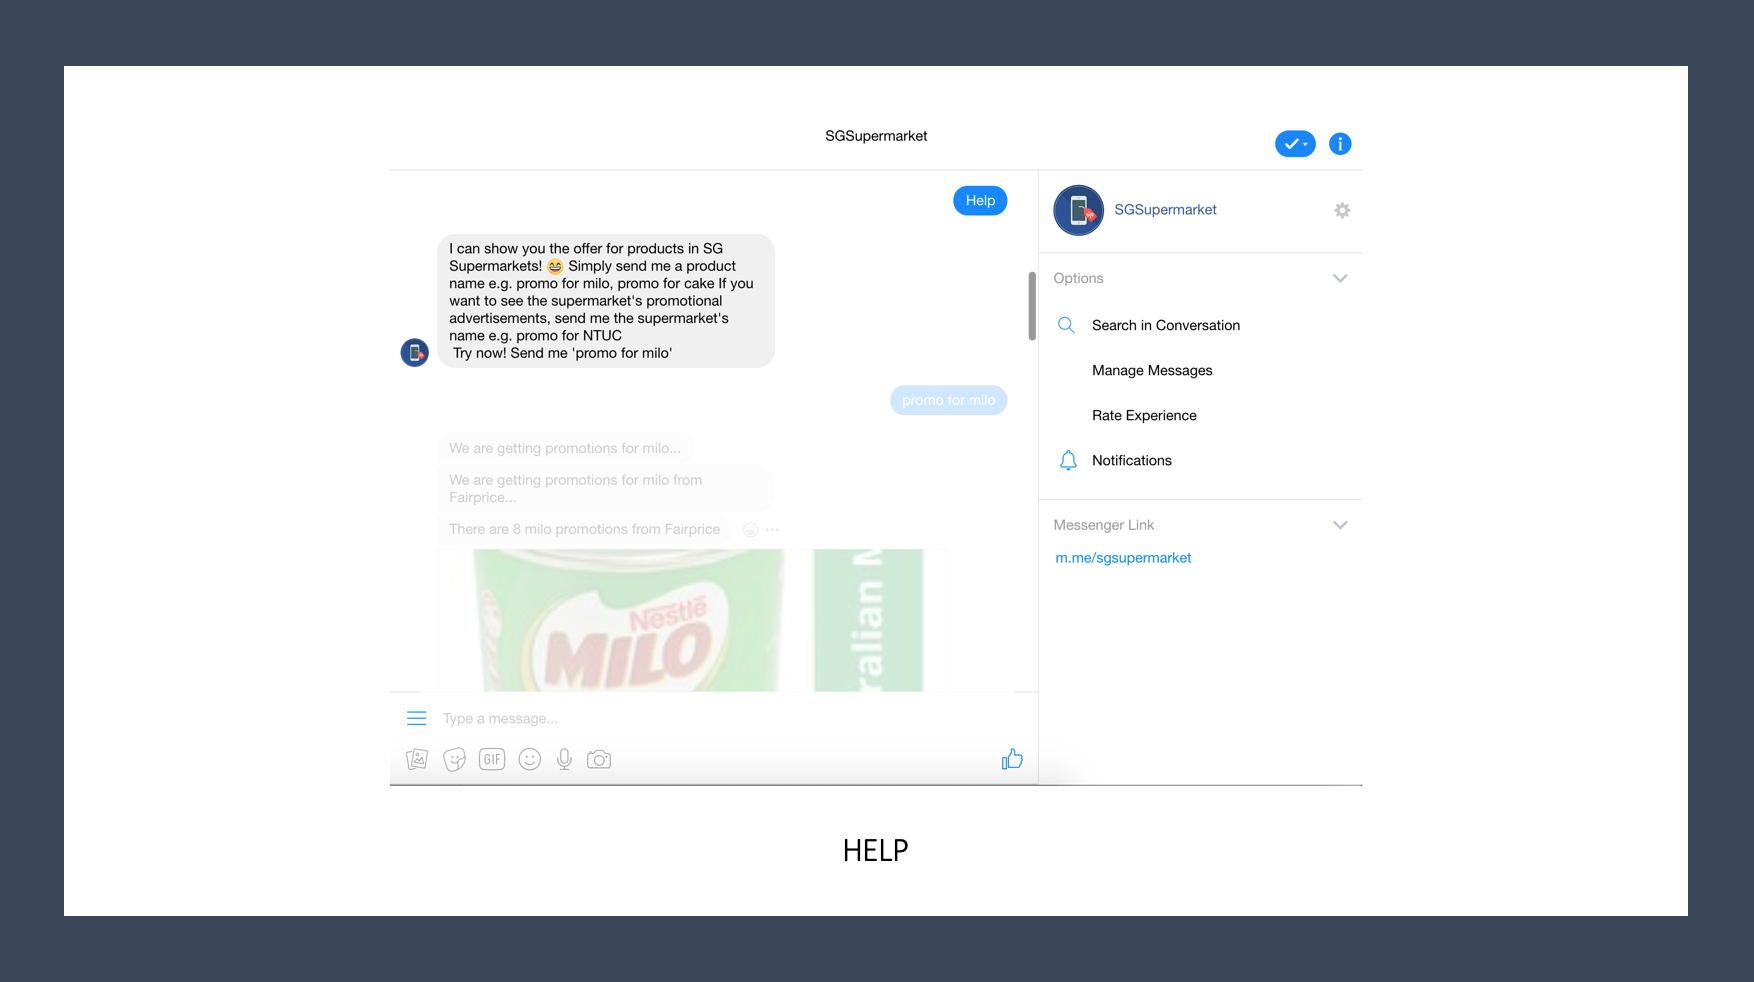 SGSupermarket
Help
I can show you the offer for products in SG
Supermarkets! 😄 Simply send me a product
name e.g. promo for milo, promo for cake If you
want to see the supermarket's promotional
advertisements, send me the supermarket's
name e.g. promo for NTUC
Try now! Send me 'promo for milo'
promo for milo
We are getting promotions for milo...
We are getting promotions for milo from
Fairprice...
There are 8 milo promotions from Fairprice
Nestlé
MILO
Type a message...
GIF
SGSupermarket
Options
Search in Conversation
Manage Messages
Rate Experience
Notifications
Messenger Link
m.me/sgsupermarket
HELP